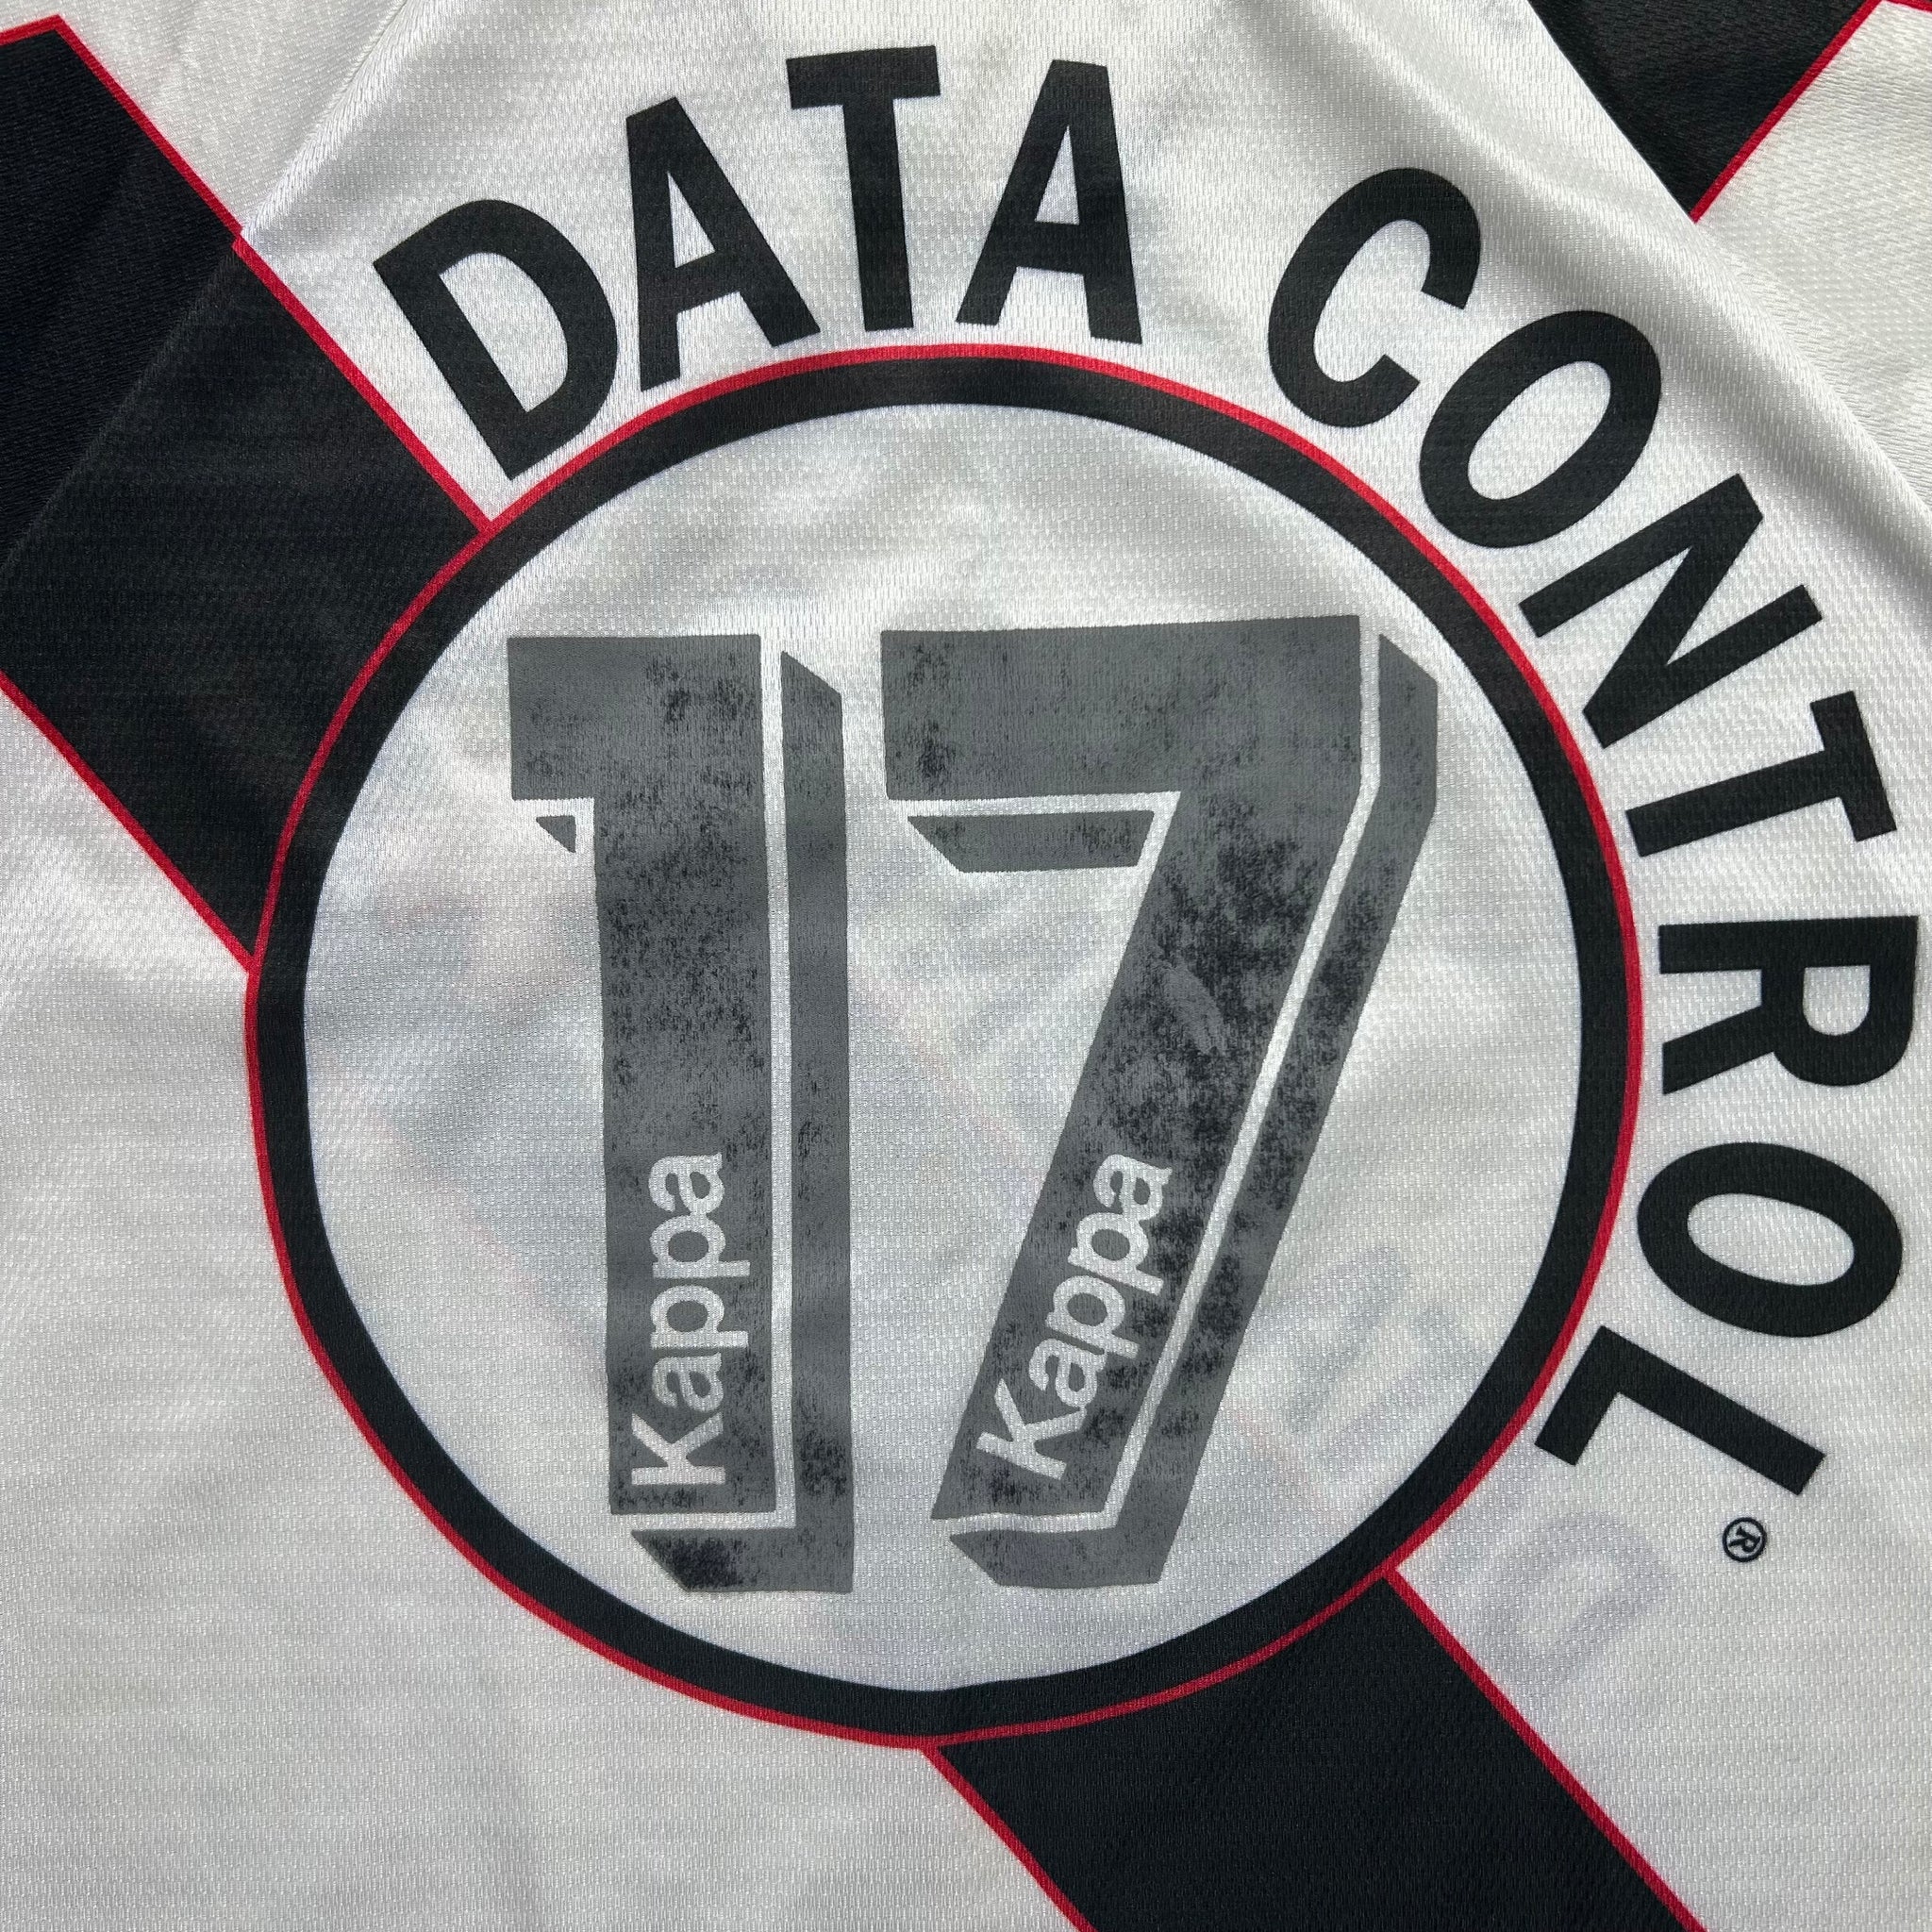 DATA CONTROL®
17
Kappa
Kappa